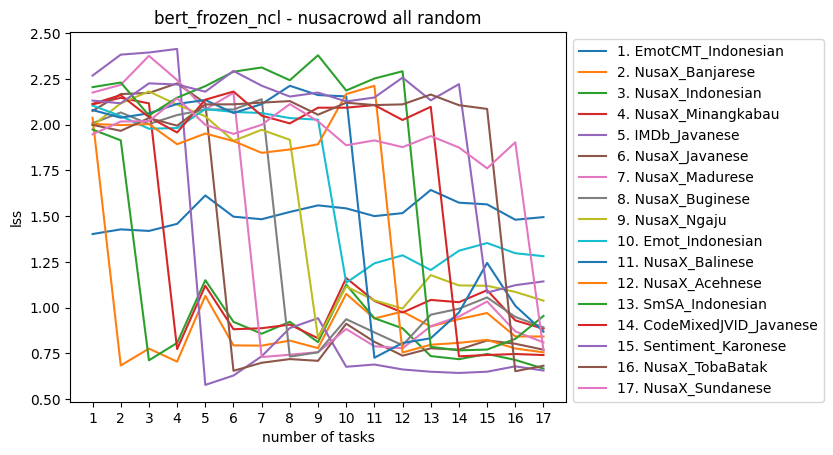 bert_frozen_ncl - nusacrowd all random
lss
2.50
2.25
2.00
1.75
1.50
1.25
1.00
0.75
0.50
1 2 3 4 5 6 7 8 9 10 11 12 13 14 15 16 17
number of tasks
1. EmotCMT_Indonesian
2. NusaX_Banjarese
3. NusaX_Indonesian
4. NusaX_Minangkabau
5. IMDb_Javanese
6. NusaX_Javanese
7. NusaX_Madurese
8. NusaX_Buginese
9. NusaX_Ngaju
10. Emot_Indonesian
11. NusaX_Balinese
12. NusaX_Acehnese
13. SmSA_Indonesian
14. CodeMixedJVID_Javanese
15. Sentiment_Karonese
16. NusaX_TobaBatak
17. NusaX_Sundanese